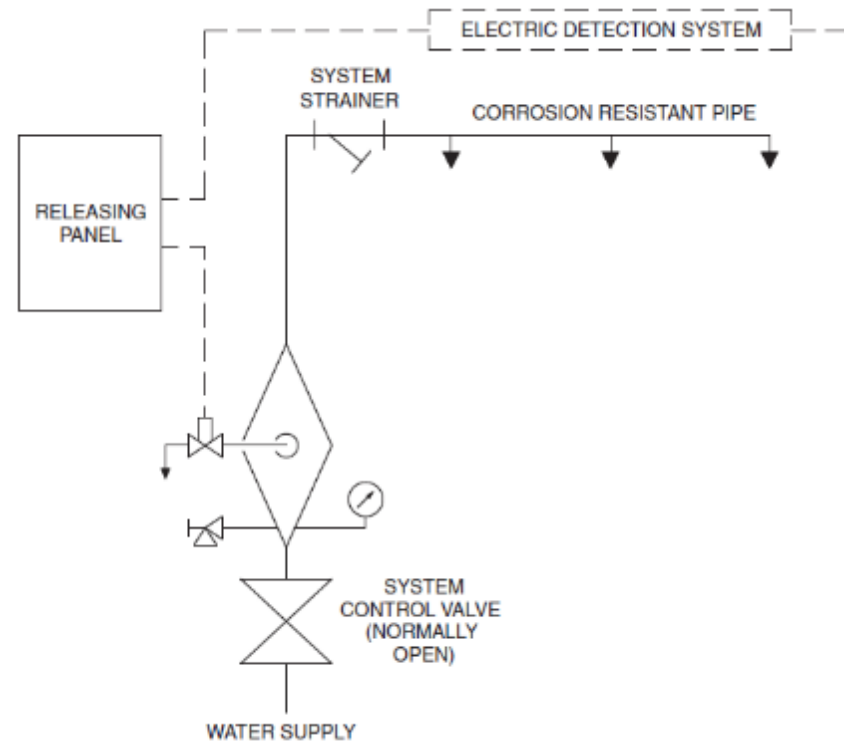 ELECTRIC DETECTION SYSTEM
SYSTEM
STRAINER
CORROSION RESISTANT PIPE
RELEASING
PANEL
SYSTEM
CONTROL VALVE
(NORMALLY
OPEN)
WATER SUPPLY